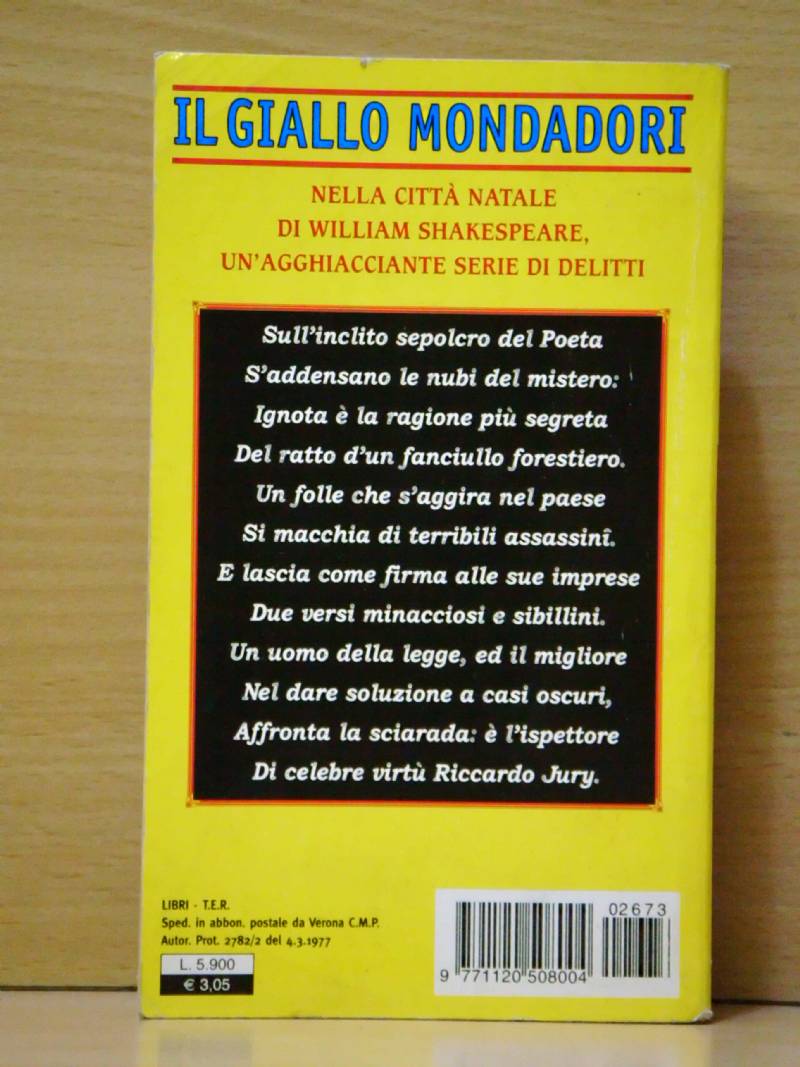 IL GIALLO MONDADORI
NELLA CITTÀ NATALE
DI WILLIAM SHAKESPEARE,
UN'AGGHIACCIANTE SERIE DI DELITTI
Sull'inclito sepolcro del Poeta
S'addensano le nubi del mistero:
Ignota è la ragione più segreta
Del ratto d'un fanciullo forestiero.
Un folle che s'aggira nel paese
Si macchia di terribili assassinî.
E lascia come firma alle sue imprese
Due versi minacciosi e sibillini.
Un uomo della legge, ed il migliore
Nel dare soluzione a casi oscuri,
Affronta la sciarada: è l'ispettore
Di celebre virtù Riccardo Jury.
LIBRI - T.E.R.
Sped. in abbon. postale da Verona C.M.P.
Autor. Prot. 2782/2 del 4.3.1977
L. 5.900
€ 3,05
02673
9 771120 508004